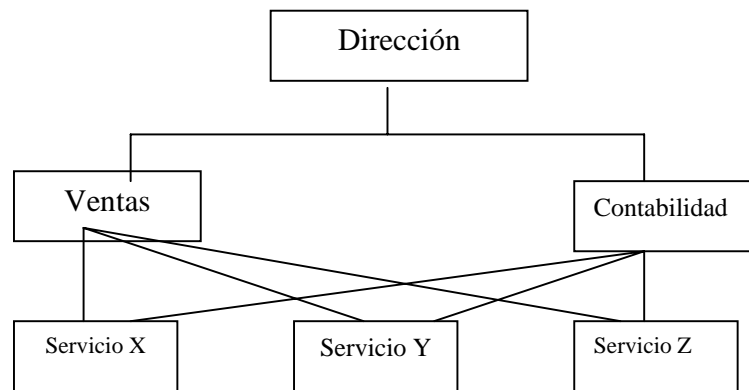 Dirección
Ventas
Contabilidad
Servicio X
Servicio Y
Servicio Z